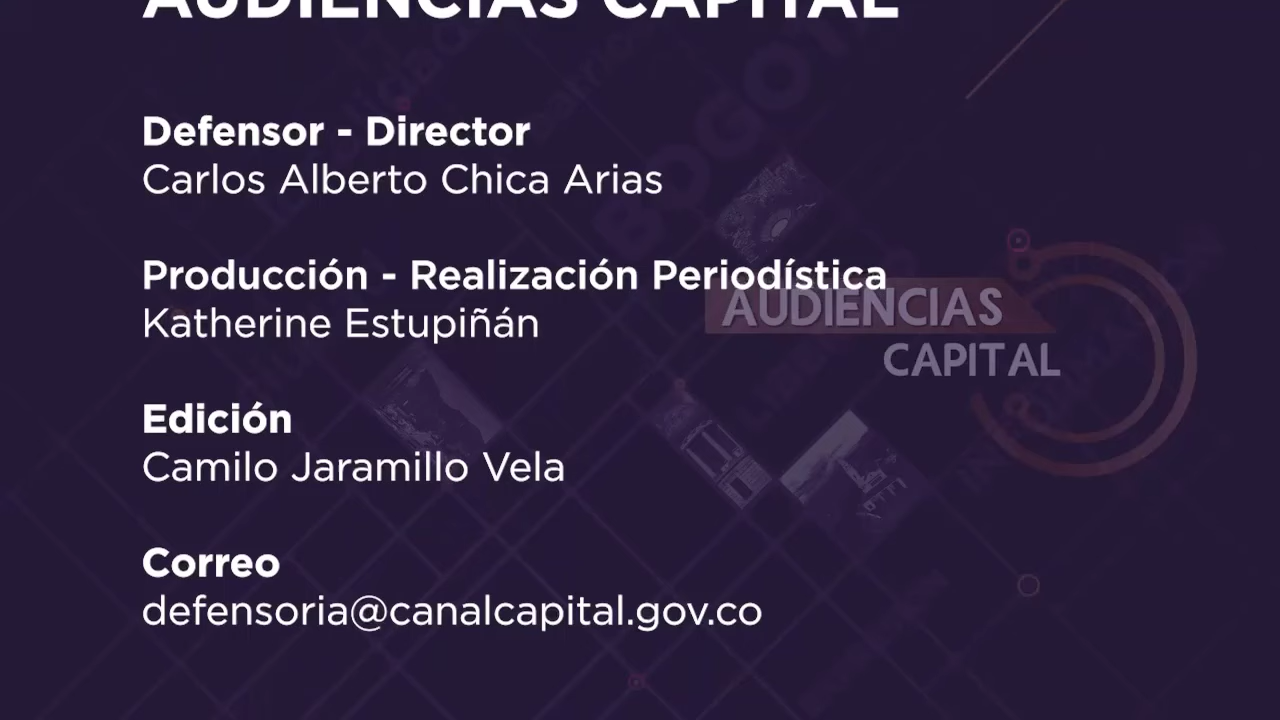 AUDIENCIAS CAPITAL
Defensor - Director
Carlos Alberto Chica Arias
Producción - Realización Periodística
Katherine Estupiñán
AUDIENCIAS
CAPITAL
Edición
Camilo Jaramillo Vela
Correo
defensoria@canalcapital.gov.co
BOGOTÁ